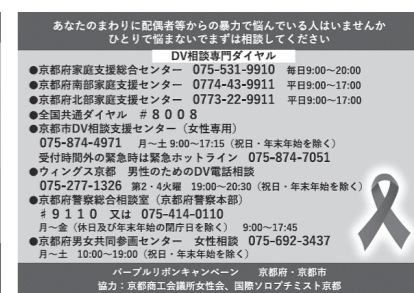 あなたのまわりに配偶者等からの暴力で悩んでいる人はいませんか
ひとりで悩まないでまずは相談してください
DV相談専門ダイヤル
●京都府家庭支援総合センター 075-531-9910 毎日9:00～20:00
●京都府南部家庭支援センター 0774-43-9911 平日9:00～17:00
●京都府北部家庭支援センター 0773-22-9911 平日9:00～17:00
●全国共通ダイヤル ＃８００８
●京都市DV相談支援センター（女性専用）
075-874-4971 月～土 9:00～17:15（祝日・年末年始を除く）
受付時間外の緊急時は緊急ホットライン 075-874-7051
●ウィングス京都 男性のためのDV電話相談
075-277-1326 第2・4火曜 19:00～20:30（祝日・年末年始を除く）
●京都府警察総合相談室（京都府警察本部）
＃９１１０ 又は 075-414-0110
月～金（休日及び年末年始の閉庁日を除く） 9:00～17:45
●京都府男女共同参画センター 女性相談 075-692-3437
月～土 10:00～19:00（祝日・年末年始を除く）
パープルリボンキャンペーン 京都府・京都市
協力：京都商工会議所女性会、国際ソロプチミスト京都